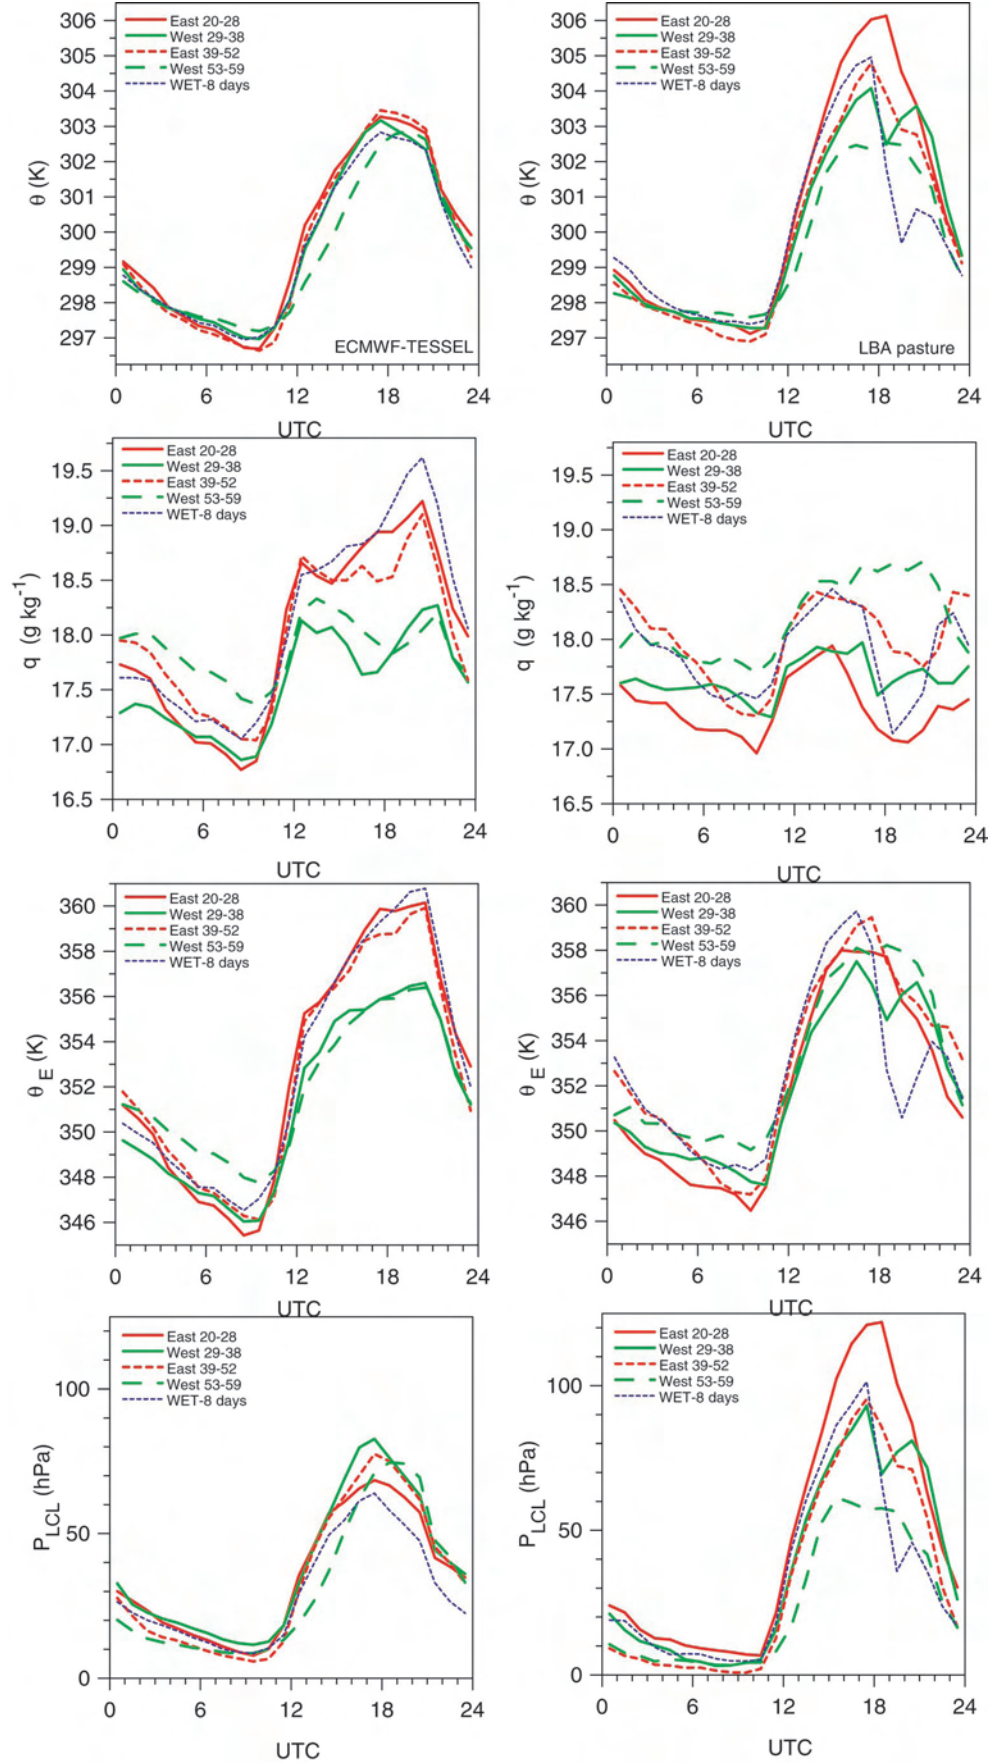 306
305
304
303
302
301
300
299
298
297
θ (K)
East 20-28
West 29-38
East 39-52
West 53-59
WET-8 days
ECMWF-TESSEL
0 6 12 18 24
UTC
306
305
304
303
302
301
300
299
298
297
θ (K)
East 20-28
West 29-38
East 39-52
West 53-59
WET-8 days
LBA pasture
0 6 12 18 24
UTC
19.5
19.0
18.5
18.0
17.5
17.0
16.5
q (g kg-1)
East 20-28
West 29-38
East 39-52
West 53-59
WET-8 days
0 6 12 18 24
UTC
19.5
19.0
18.5
18.0
17.5
17.0
16.5
q (g kg-1)
East 20-28
West 29-38
East 39-52
West 53-59
WET-8 days
0 6 12 18 24
UTC
360
358
356
354
352
350
348
346
θE (K)
East 20-28
West 29-38
East 39-52
West 53-59
WET-8 days
0 6 12 18 24
UTC
360
358
356
354
352
350
348
346
θE (K)
East 20-28
West 29-38
East 39-52
West 53-59
WET-8 days
0 6 12 18 24
UTC
100
50
0
PLCL (hPa)
East 20-28
West 29-38
East 39-52
West 53-59
WET-8 days
0 6 12 18 24
UTC
100
50
0
PLCL (hPa)
East 20-28
West 29-38
East 39-52
West 53-59
WET-8 days
0 6 12 18 24
UTC